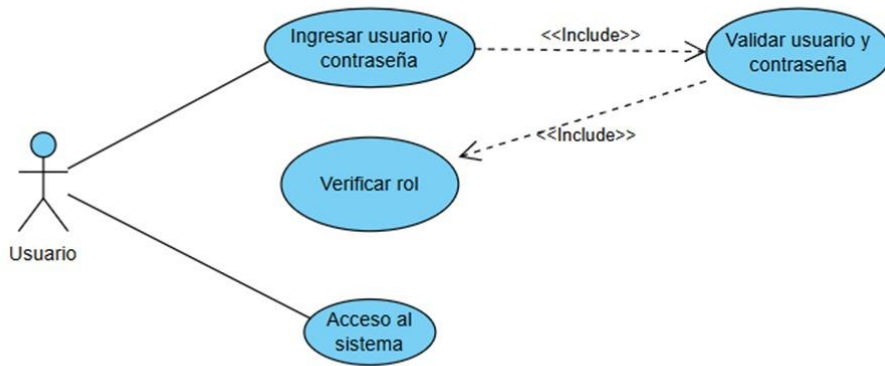 Ingresar usuario y
contraseña
<<Include>>
Validar usuario y
contraseña
<<Include>>
Verificar rol
Usuario
Acceso al
sistema